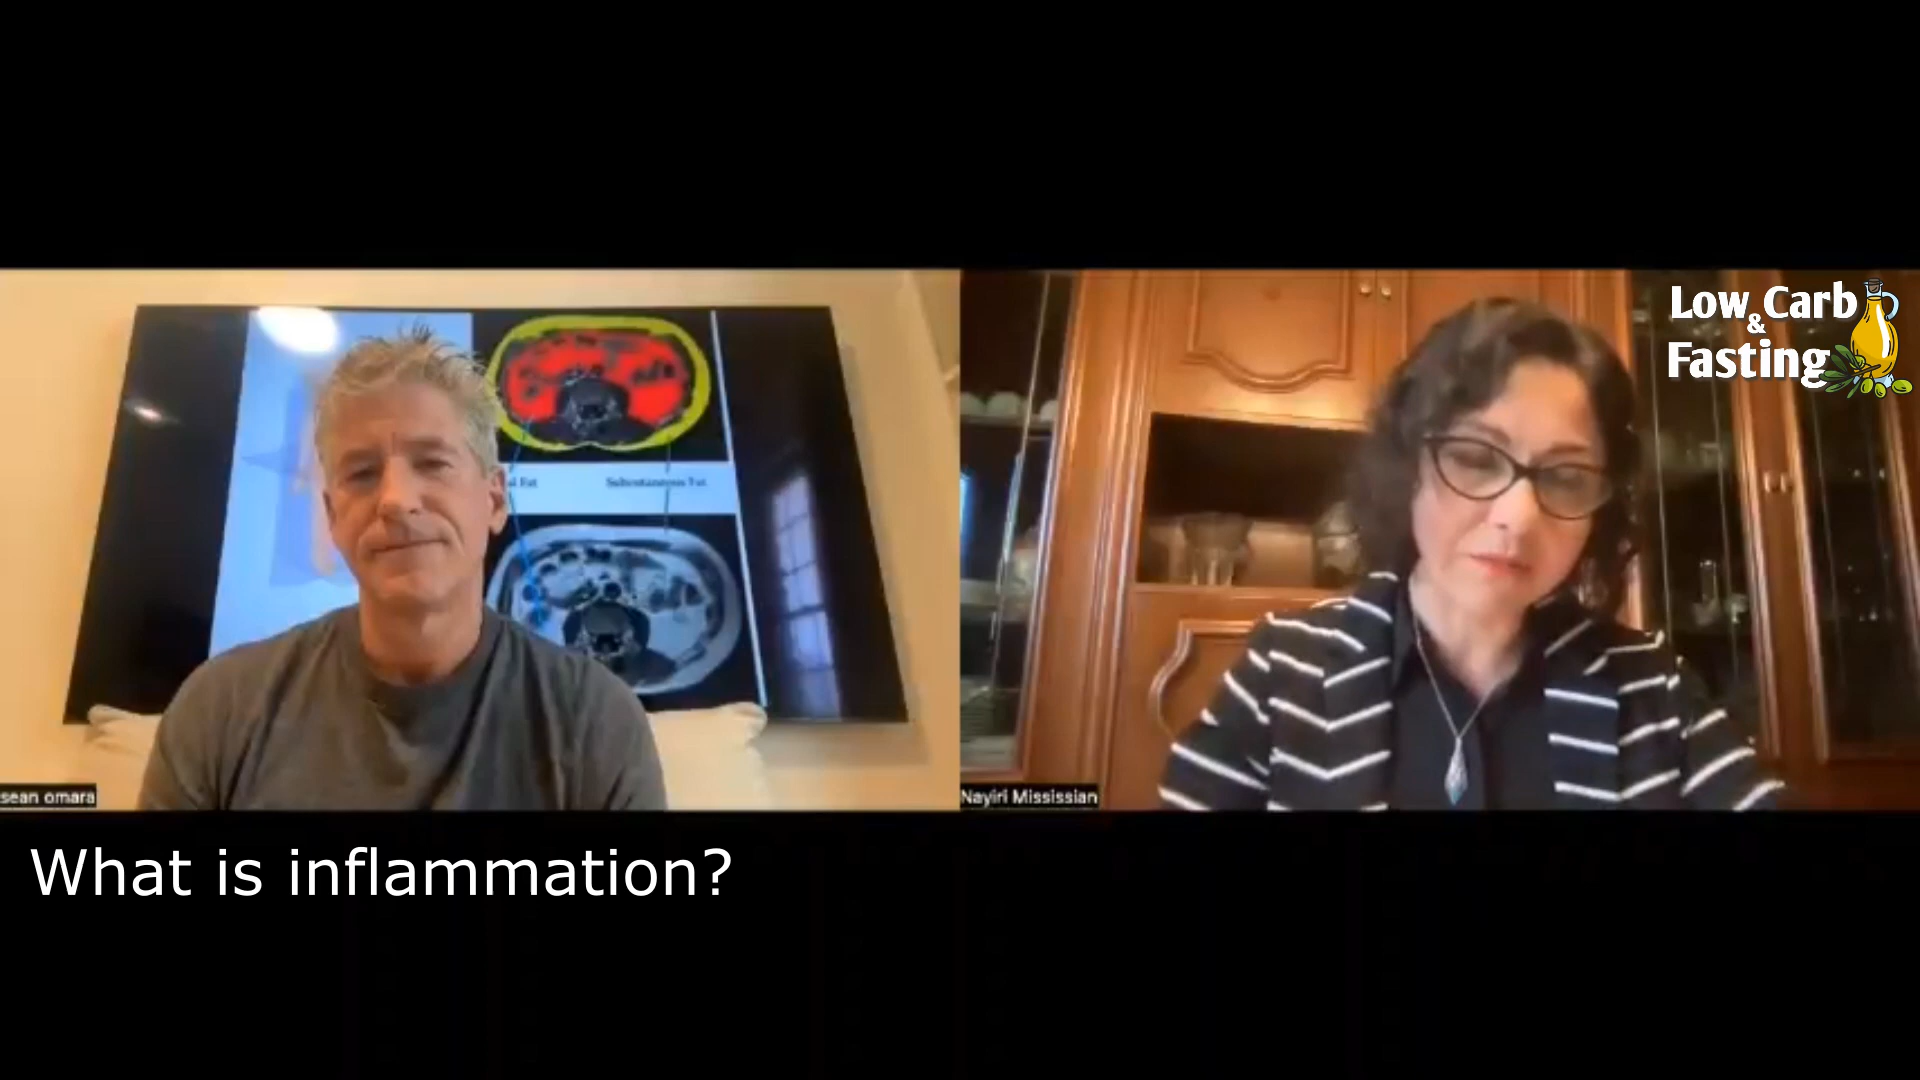 Low Carb
&
Fasting
Subcutaneous Fat
sean omara
Nayiri Mississian
What is inflammation?